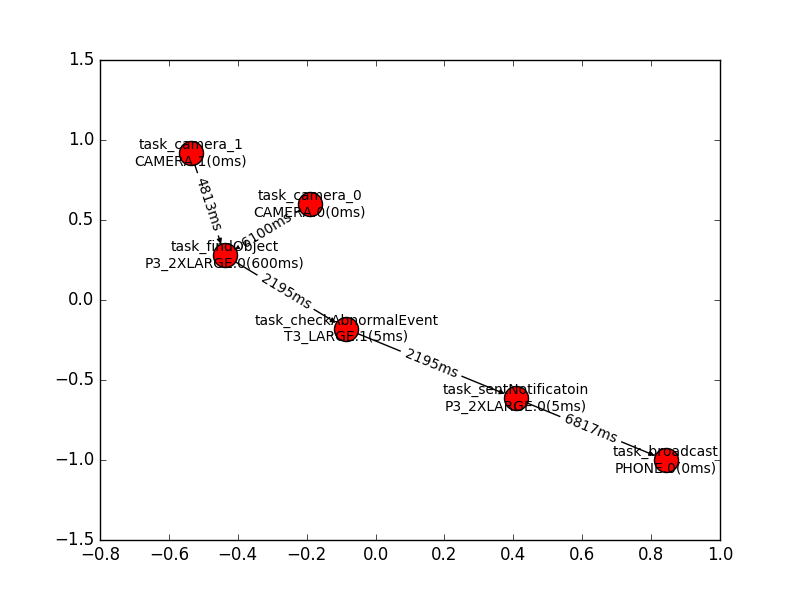 1.5
1.0
0.5
0.0
−0.5
−1.0
−1.5
−0.8
−0.6
−0.4
−0.2
0.0
0.2
0.4
0.6
0.8
1.0
task_camera_1
CAMERA.1(0ms)
4813ms
task_camera_0
CAMERA.0(0ms)
6100ms
task_findObject
P3_2XLARGE.0(600ms)
2195ms
task_checkAbnormalEvent
T3_LARGE.1(5ms)
2195ms
task_sentNotificatoin
P3_2XLARGE.0(5ms)
6817ms
task_broadcast
PHONE.0(0ms)